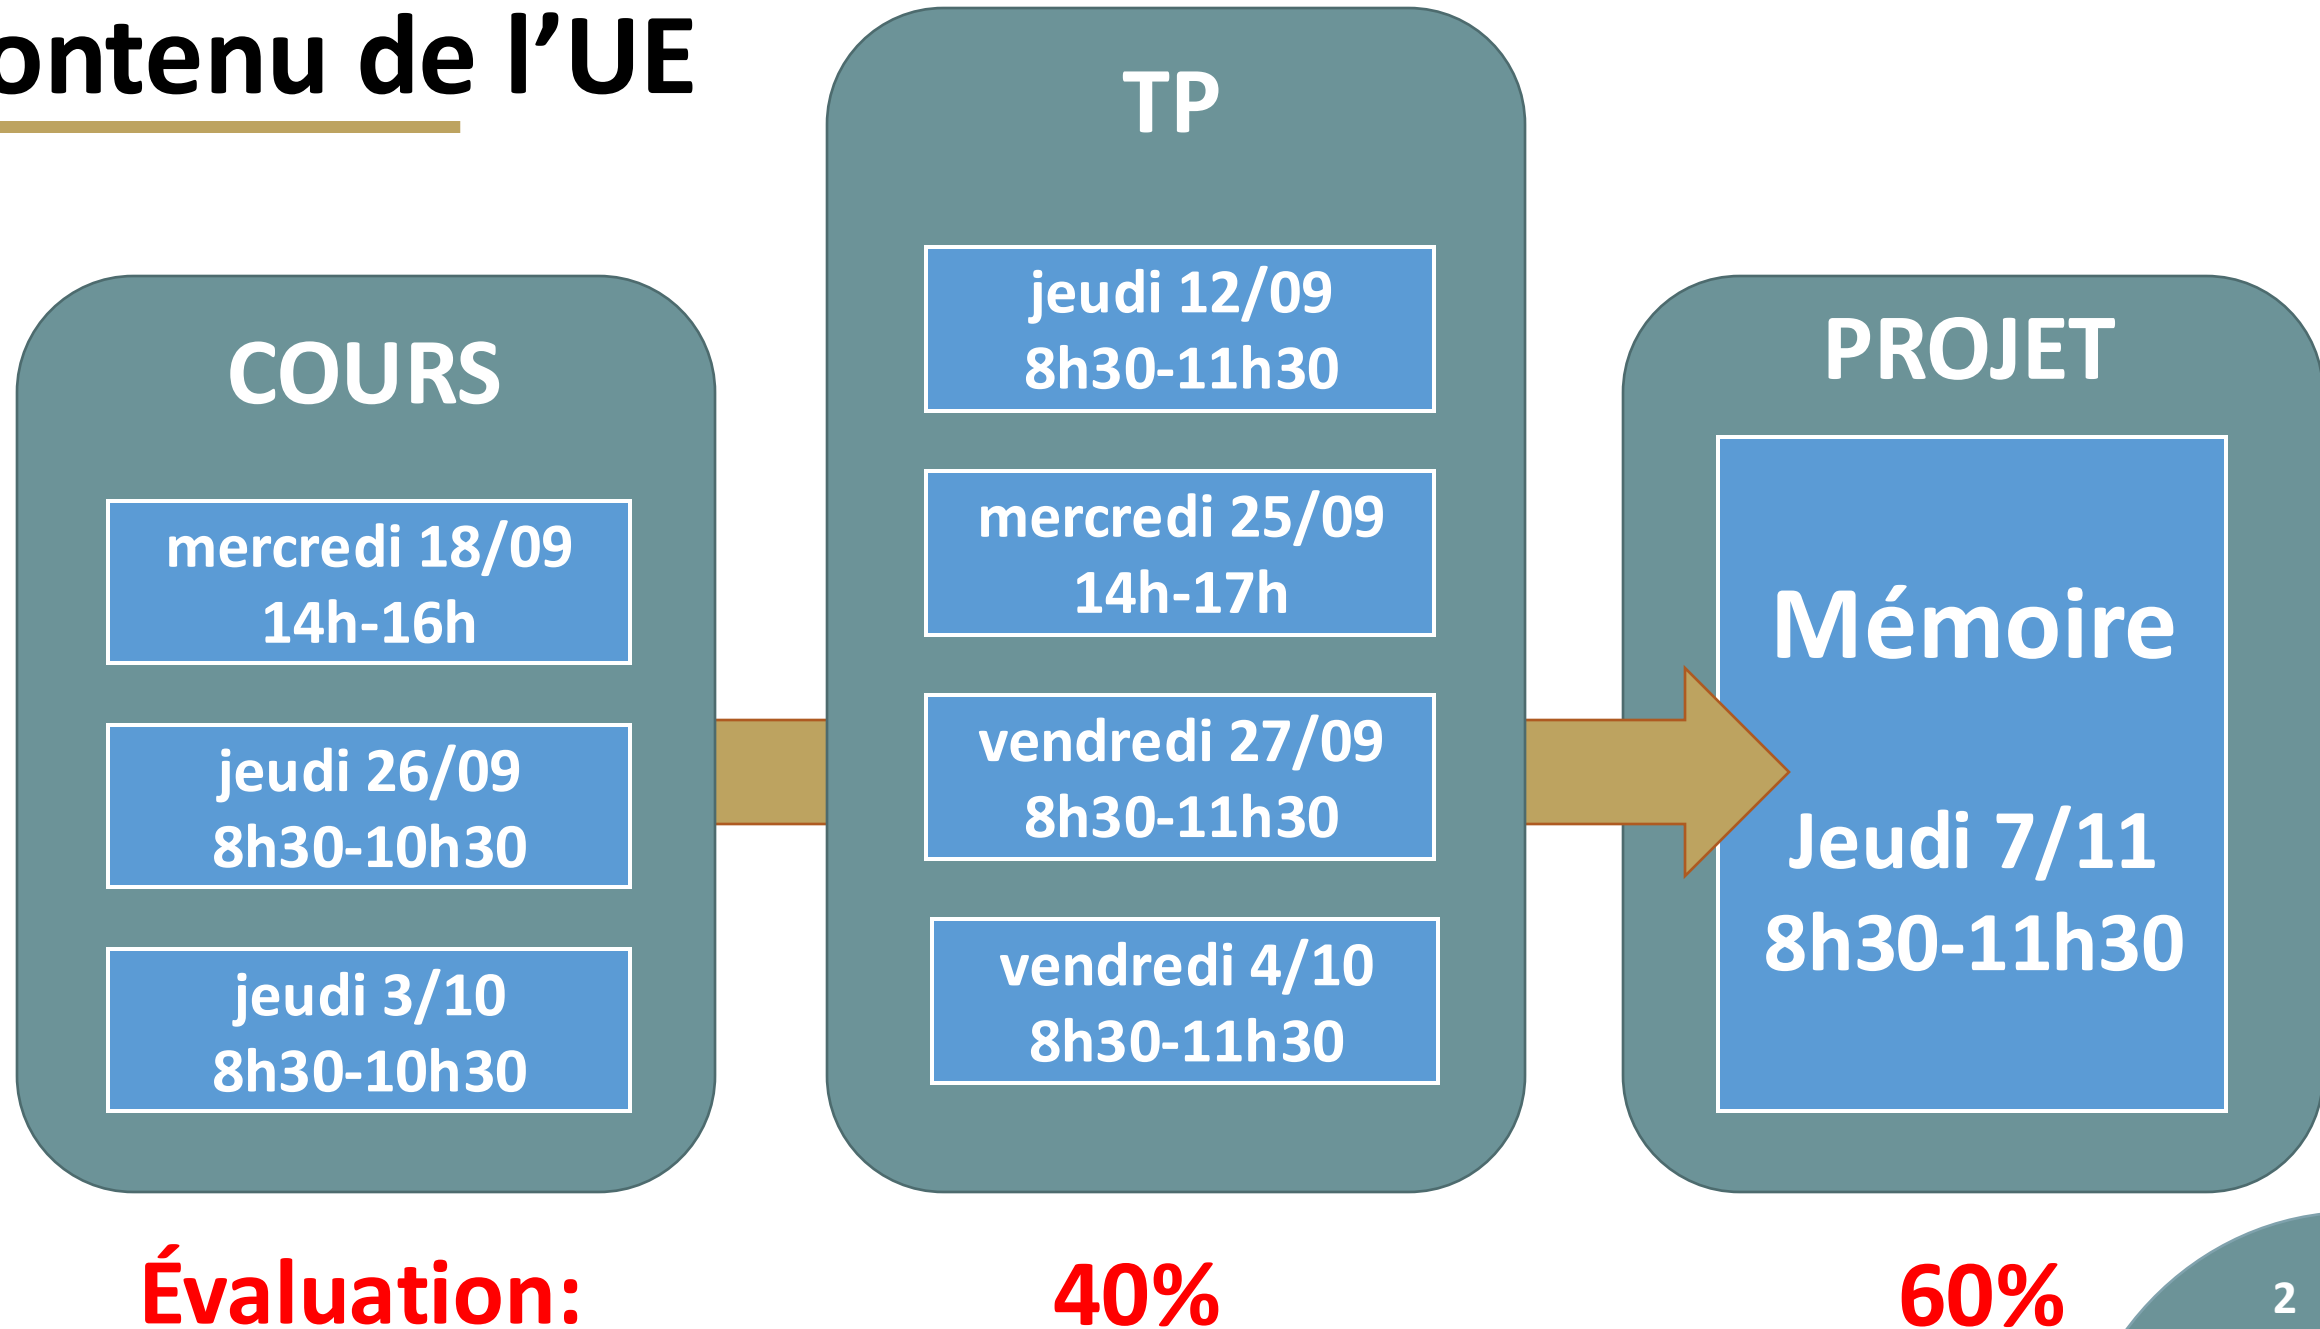 ontenu de l’UE
COURS
mercredi 18/09
14h-16h
jeudi 26/09
8h30-10h30
jeudi 3/10
8h30-10h30
TP
jeudi 12/09
8h30-11h30
mercredi 25/09
14h-17h
vendredi 27/09
8h30-11h30
vendredi 4/10
8h30-11h30
PROJET
Mémoire
Jeudi 7/11
8h30-11h30
Évaluation:
40%
60%
2